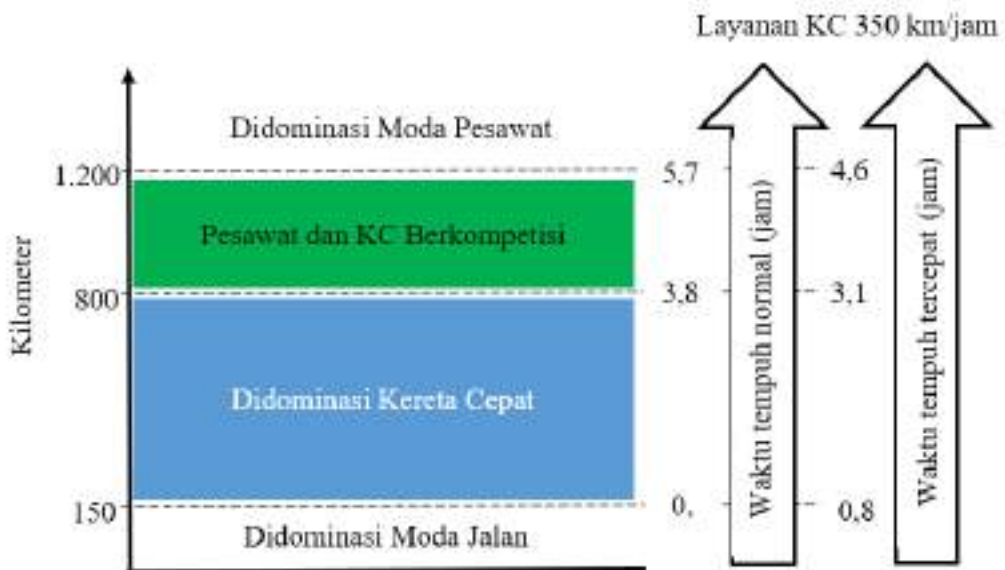 Layanan KC 350 km/jam
Didominasi Moda Pesawat
1.200
5,7
4,6
Pesawat dan KC Berkompetisi
Kilometer
800
3,8
3,1
Waktu tempuh normal (jam)
Waktu tempuh tercepat (jam)
Didominasi Kereta Cepat
150
0,
0,8
Didominasi Moda Jalan